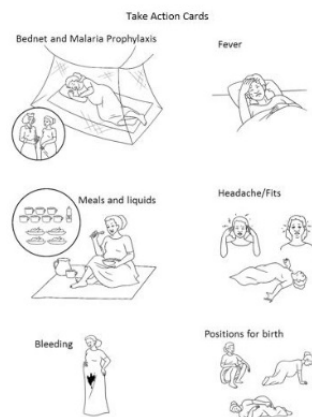 Take Action Cards
Bednet and Malaria Prophylaxis
Fever
Meals and liquids
Headache/Fits
Bleeding
Positions for birth